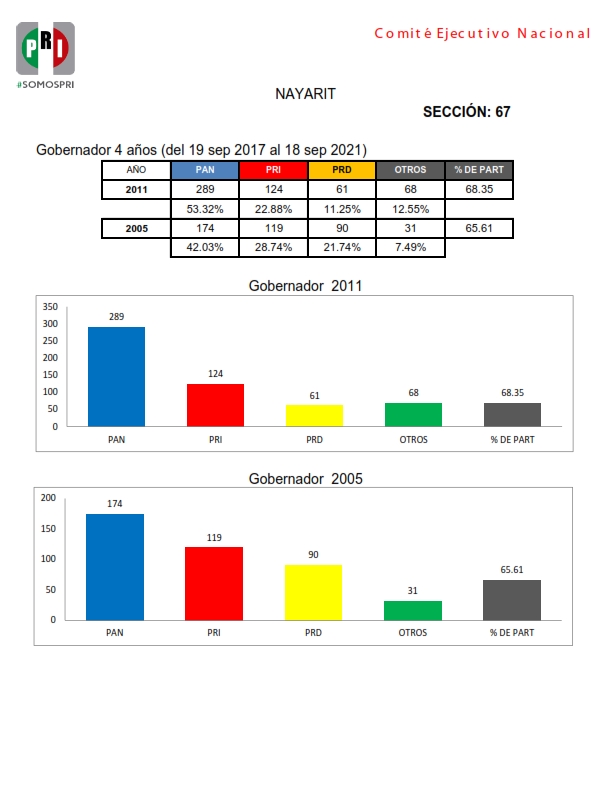 Comité Ejecutivo Nacional
PRI
#SOMOSPRI
NAYARIT
SECCIÓN: 67
Gobernador 4 años (del 19 sep 2017 al 18 sep 2021)
AÑO PAN PRI PRD OTROS % DE PART
2011 289 124 61 68 68.35
53.32% 22.88% 11.25% 12.55%
2005 174 119 90 31 65.61
42.03% 28.74% 21.74% 7.49%
Gobernador 2011
350
300
250
200
150
100
50
0
289
124
61
68
68.35
PAN PRI PRD OTROS % DE PART
Gobernador 2005
200
150
100
50
0
174
119
90
31
65.61
PAN PRI PRD OTROS % DE PART